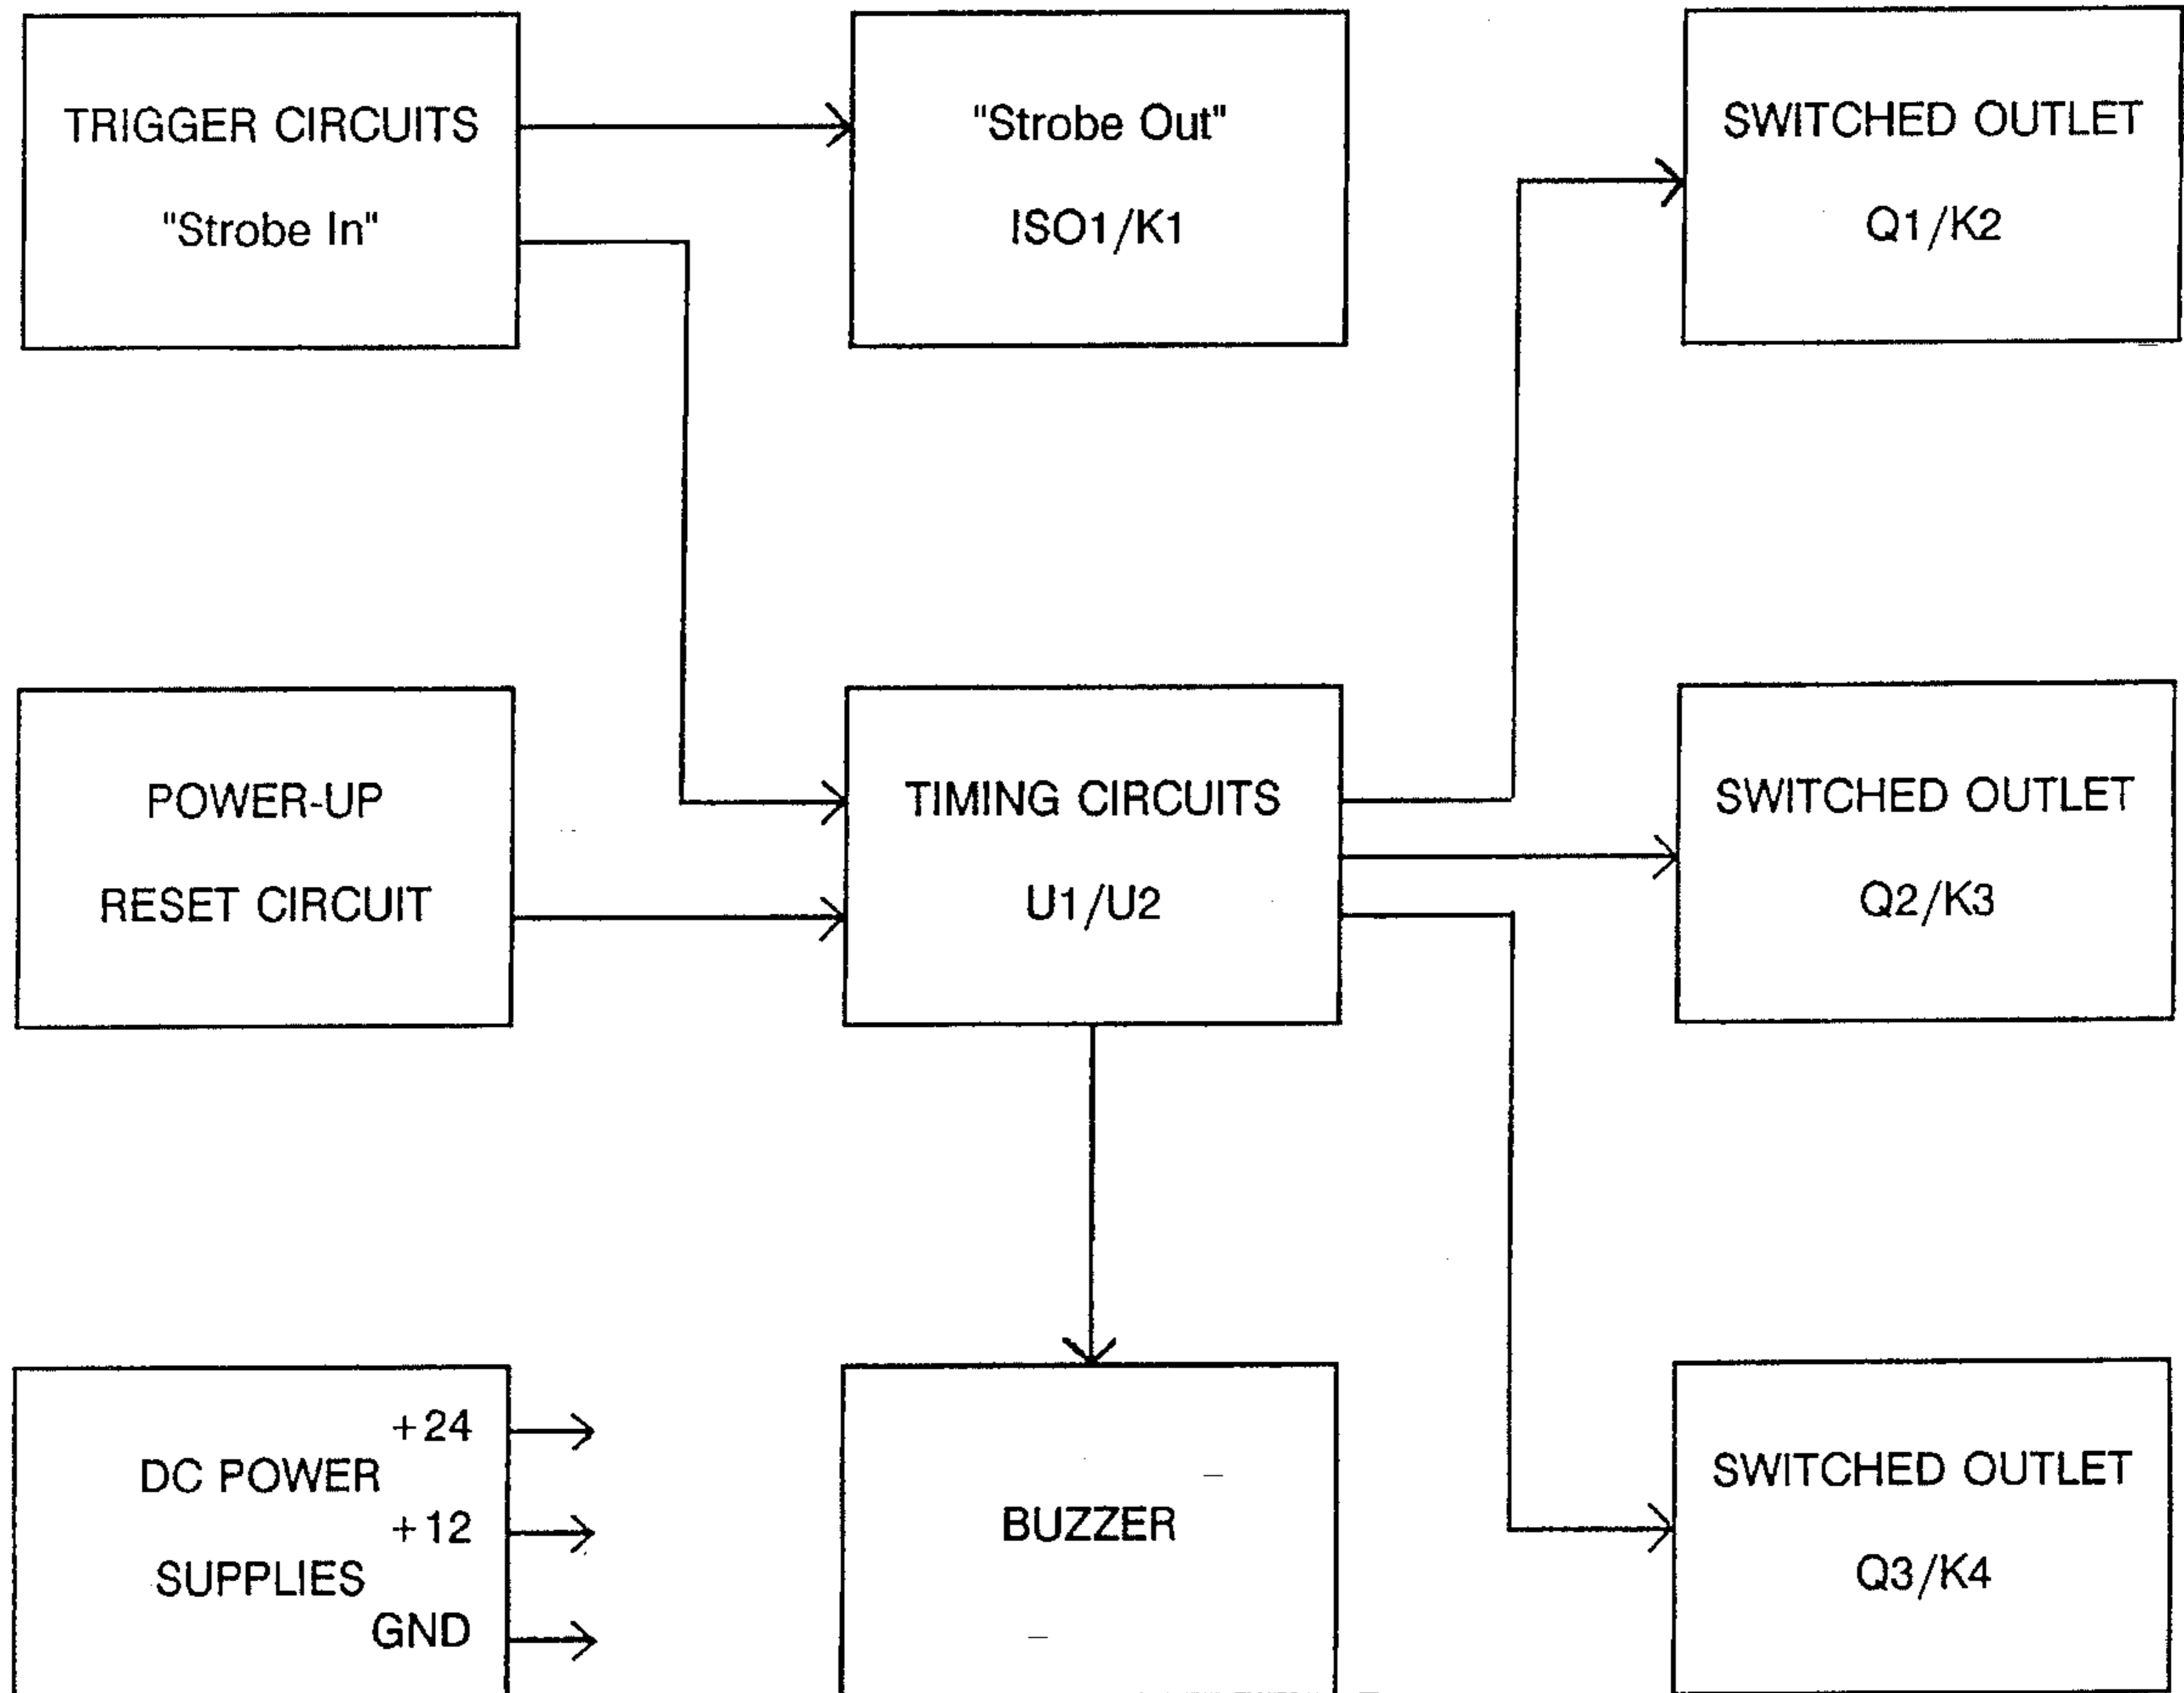 TRIGGER CIRCUITS
"Strobe In"
"Strobe Out"
ISO1/K1
SWITCHED OUTLET
Q1/K2
POWER-UP
RESET CIRCUIT
TIMING CIRCUITS
U1/U2
SWITCHED OUTLET
Q2/K3
+24
DC POWER
+12
SUPPLIES
GND
BUZZER
SWITCHED OUTLET
Q3/K4